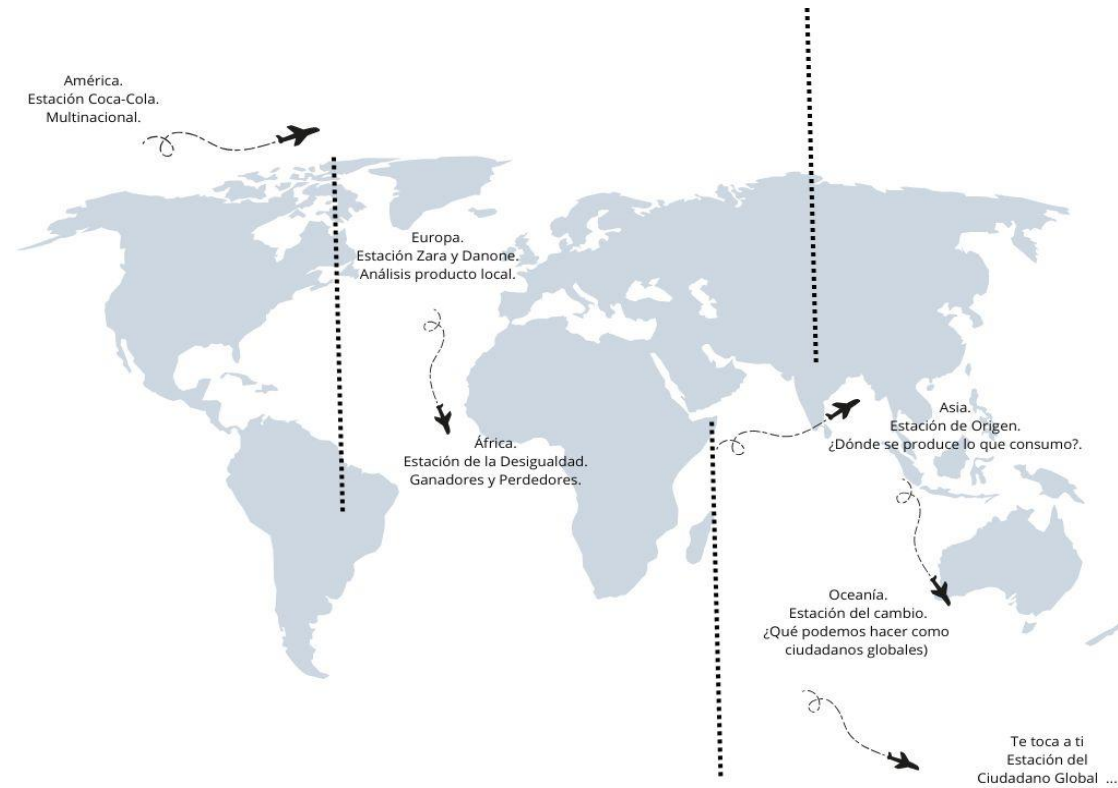 América.
Estación Coca-Cola.
Multinacional.
Europa.
Estación Zara y Danone.
Análisis producto local.
África.
Estación de la Desigualdad.
Ganadores y Perdedores.
Asia.
Estación de Origen.
¿Dónde se produce lo que consumo?.
Oceanía.
Estación del cambio.
¿Qué podemos hacer como
ciudadanos globales)
Te toca a ti
Estación del
Ciudadano Global ...